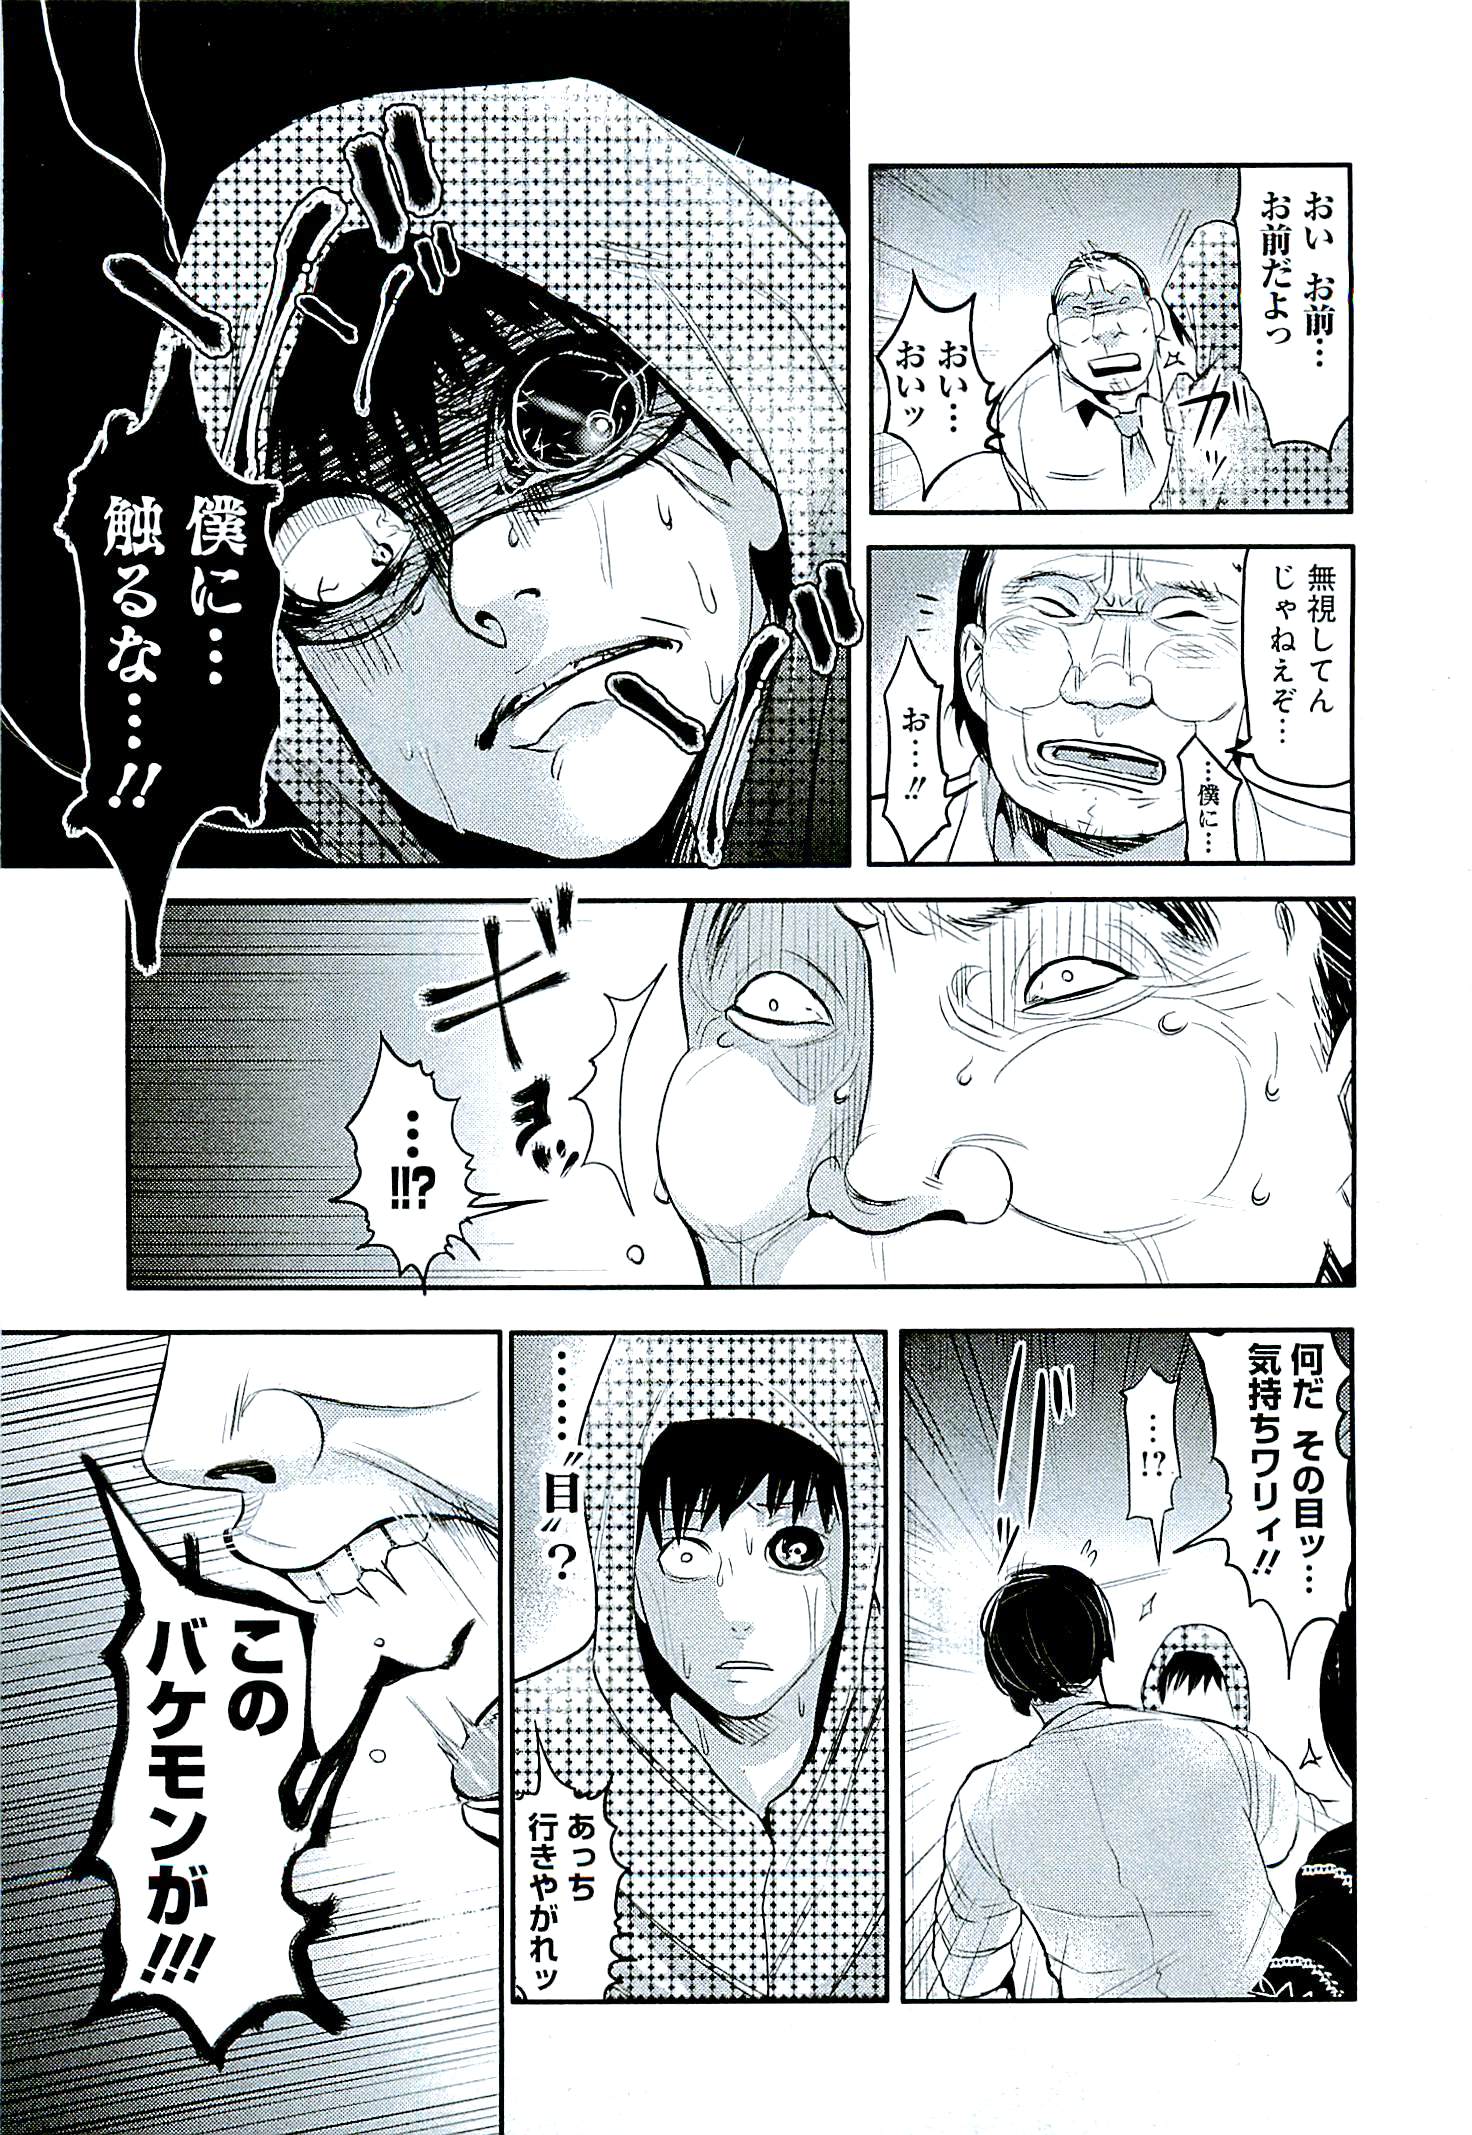 おい お前…
お前だよっ
おい…
おいッ
ガッ
無視してん
じゃねえぞ…
…僕に…
お…!!
僕に…
触るな……!!
ギョ
…!!?
何だ その目ッ…
気持ちワリィ!!
…!?
……〝目〟?
あっち
行きやがれッ
この
バケモンが!!!